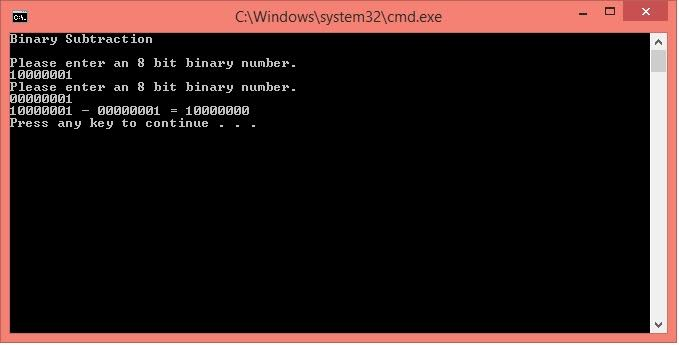 C:\Windows\system32\cmd.exe
Binary Subtraction
Please enter an 8 bit binary number.
10000001
Please enter an 8 bit binary number.
00000001
10000001 - 00000001 = 10000000
Press any key to continue . . .